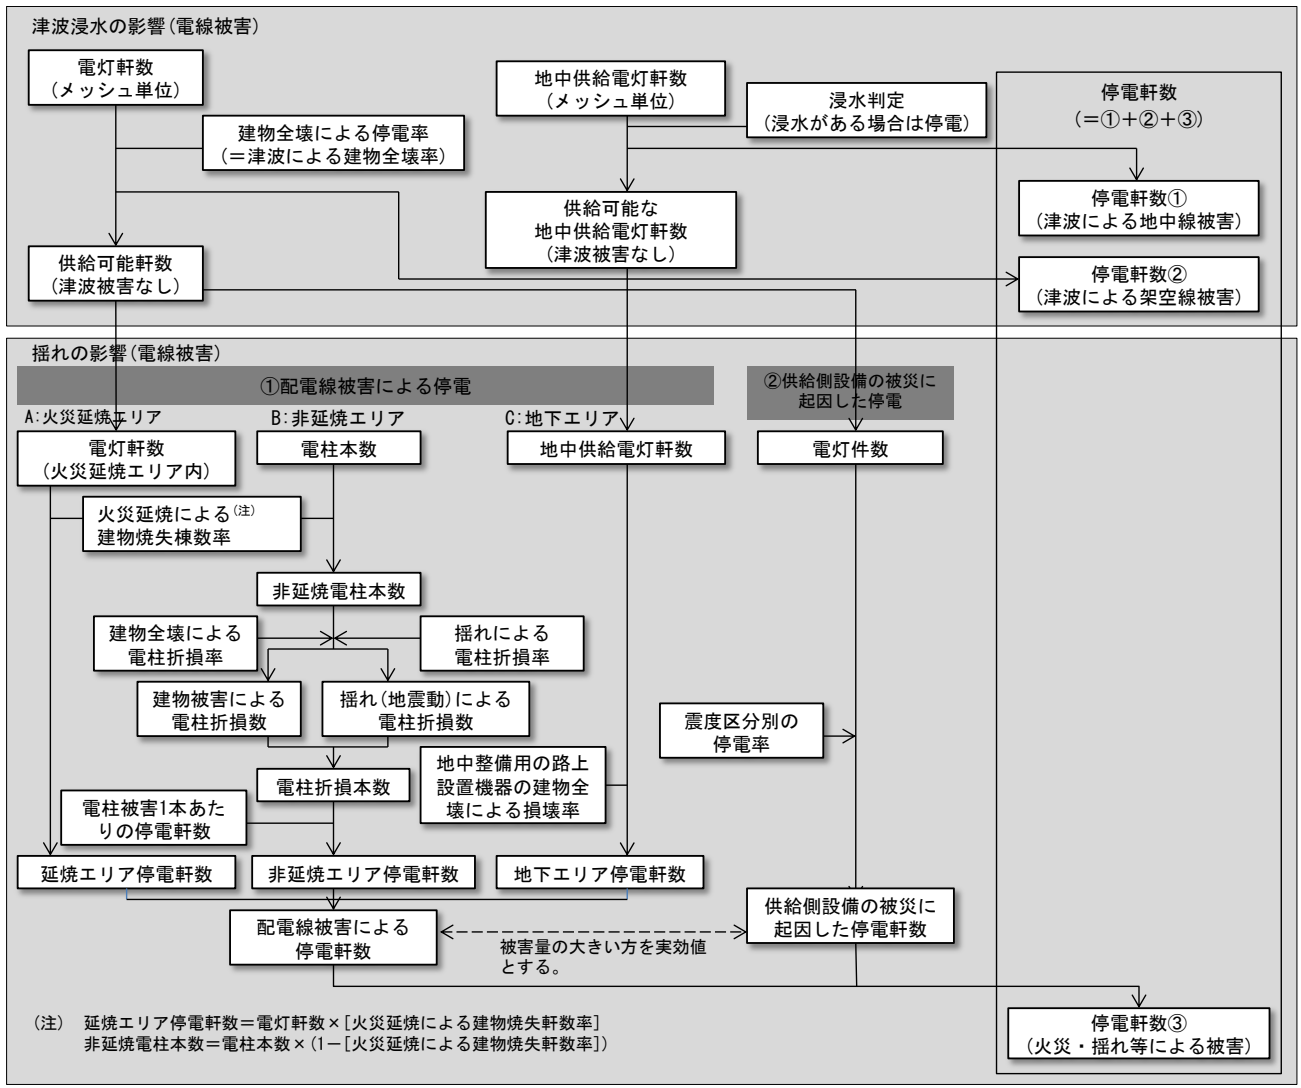 津波浸水の影響(電線被害)
電灯軒数
(メッシュ単位)
地中供給電灯軒数
(メッシュ単位)
浸水判定
(浸水がある場合は停電)
停電軒数
(=①+②+③)
建物全壊による停電率
(=津波による建物全壊率)
供給可能な
地中供給電灯軒数
(津波被害なし)
停電軒数①
(津波による地中線被害)
供給可能軒数
(津波被害なし)
停電軒数②
(津波による架空線被害)
揺れの影響(電線被害)
①配電線被害による停電
②供給側設備の被災に
起因した停電
A:火災延焼エリア
B:非延焼エリア
C:地下エリア
電灯軒数
(火災延焼エリア内)
電柱本数
地中供給電灯軒数
電灯件数
火災延焼による(注)
建物焼失棟数率
非延焼電柱本数
建物全壊による
電柱折損率
揺れによる
電柱折損率
建物被害による
電柱折損数
揺れ(地震動)による
電柱折損数
震度区分別の
停電率
電柱折損本数
地中整備用の路上
設置機器の建物全
壊による損壊率
電柱被害1本あた
りの停電軒数
延焼エリア停電軒数
非延焼エリア停電軒数
地下エリア停電軒数
供給側設備の被災に
起因した停電軒数
配電線被害による
停電軒数
被害量の大きい方を実効値
とする。
停電軒数③
(火災・揺れ等による被害)
(注) 延焼エリア停電軒数=電灯軒数×[火災延焼による建物焼失軒数率]
非延焼電柱本数=電柱本数×(1-[火災延焼による建物焼失軒数率])